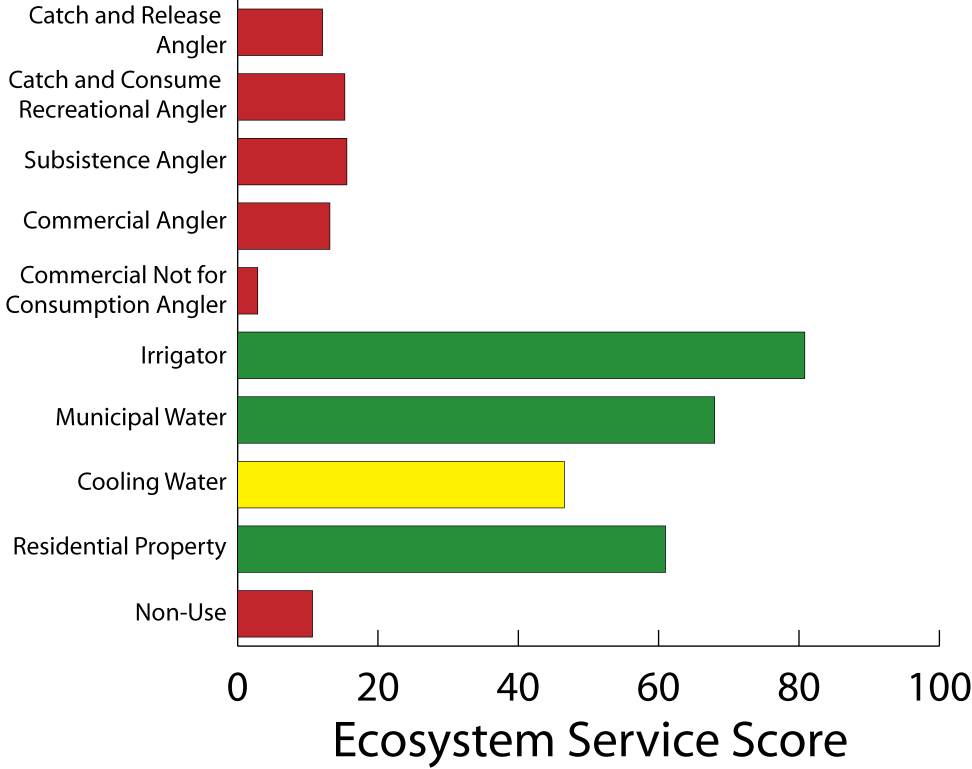 Catch and Release
Angler
Catch and Consume
Recreational Angler
Subsistence Angler
Commercial Angler
Commercial Not for
Consumption Angler
Irrigator
Municipal Water
Cooling Water
Residential Property
Non-Use
0 20 40 60 80 100
Ecosystem Service Score